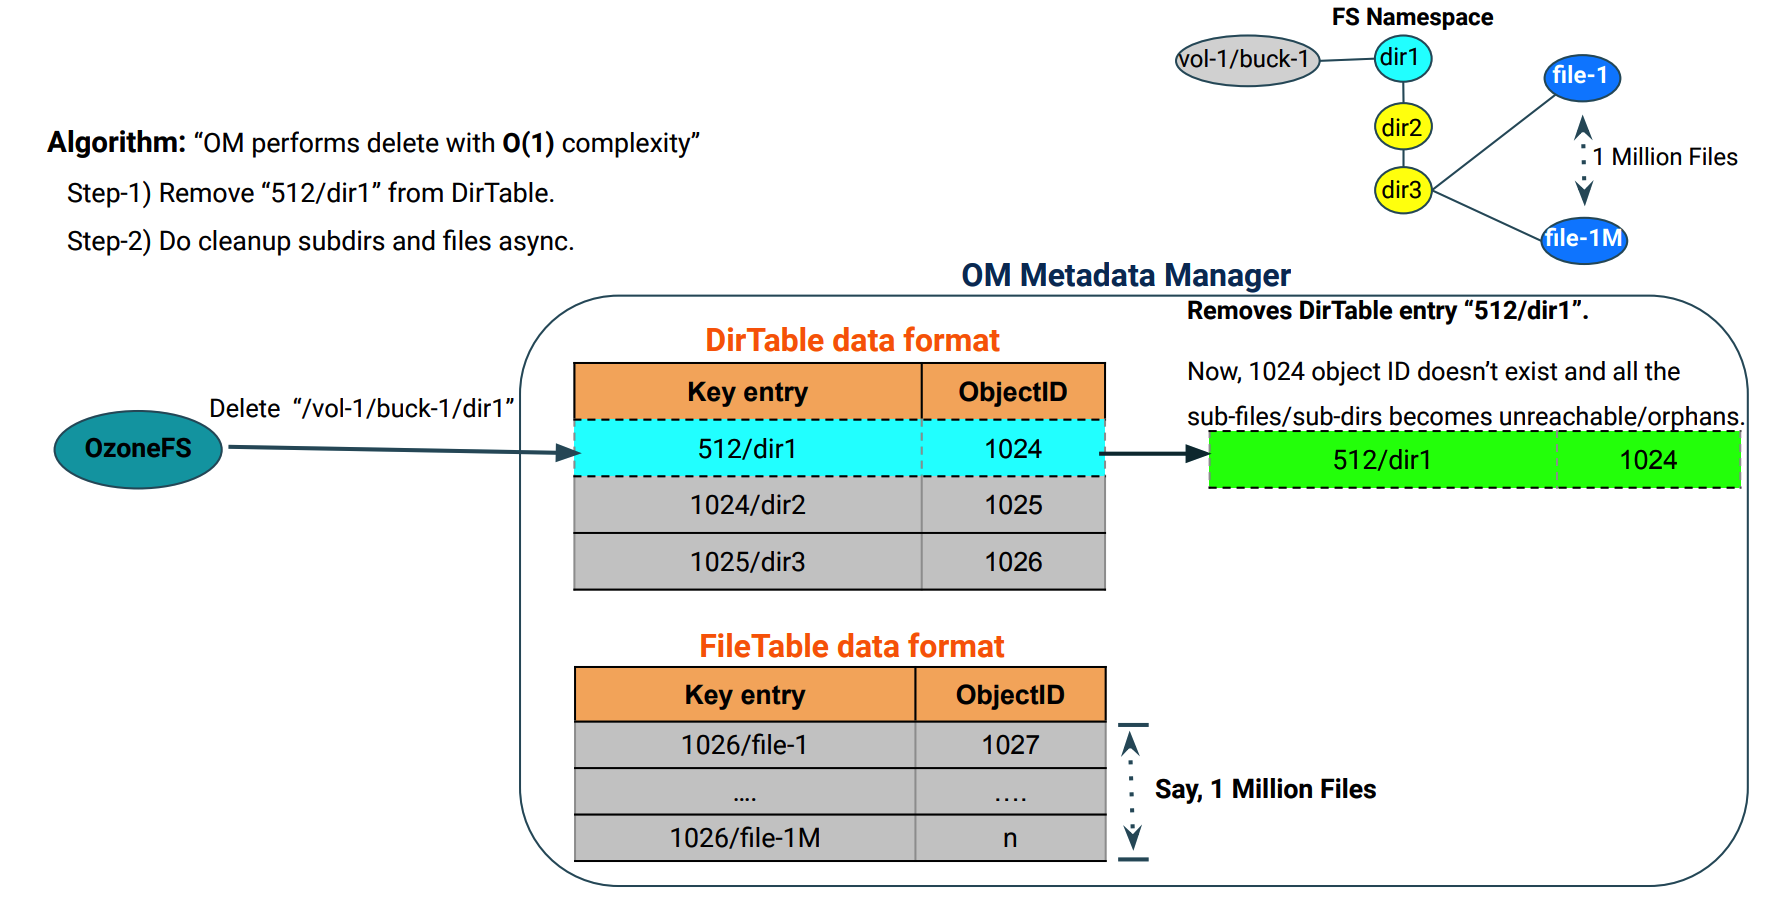 FS Namespace
vol-1/buck-1
dir1
dir2
dir3
file-1
1 Million Files
file-1M
Algorithm: “OM performs delete with O(1) complexity”
Step-1) Remove “512/dir1” from DirTable.
Step-2) Do cleanup subdirs and files async.
OM Metadata Manager
OzoneFS
Delete “/vol-1/buck-1/dir1”
DirTable data format
Key entry ObjectID
512/dir1 1024
1024/dir2 1025
1025/dir3 1026
Removes DirTable entry “512/dir1”.
Now, 1024 object ID doesn’t exist and all the
sub-files/sub-dirs becomes unreachable/orphans.
512/dir1 1024
FileTable data format
Key entry ObjectID
1026/file-1 1027
.... ....
1026/file-1M n
Say, 1 Million Files